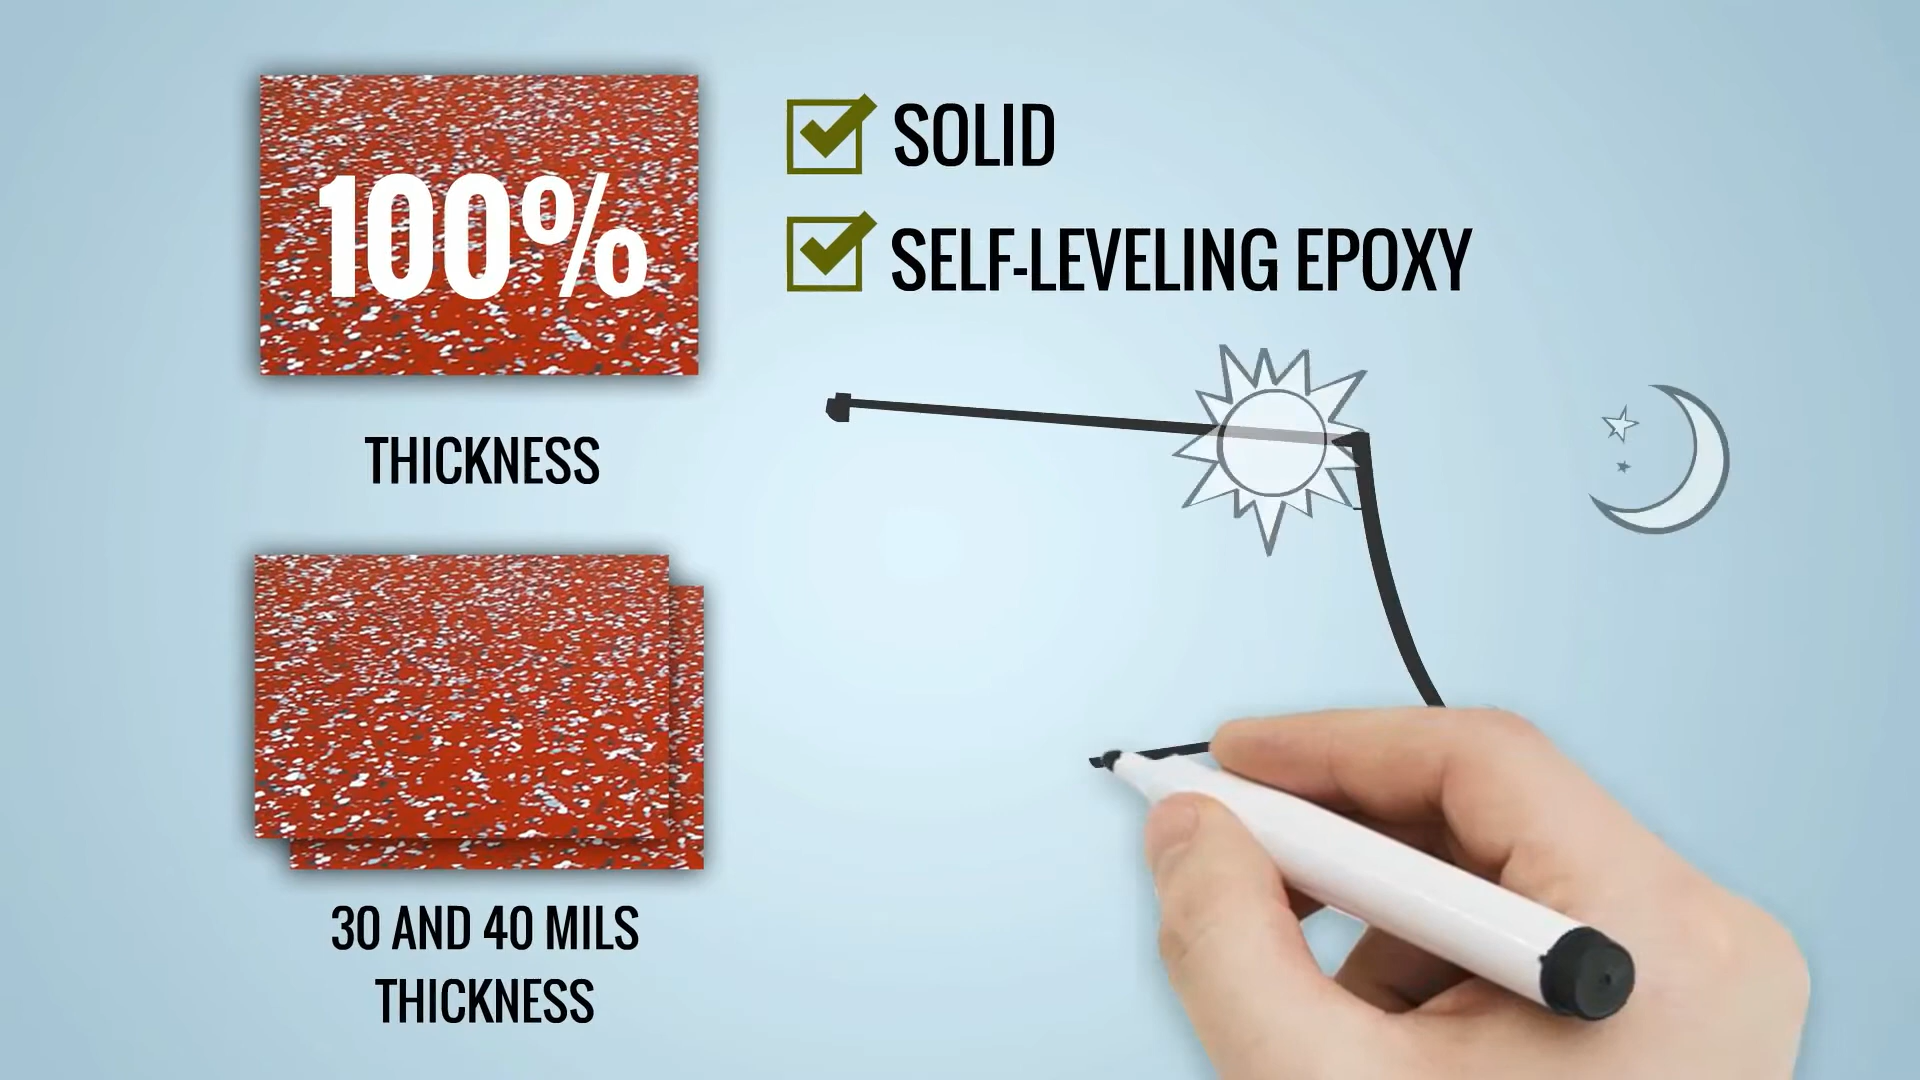 100%
THICKNESS
SOLID
SELF-LEVELING EPOXY
30 AND 40 MILS
THICKNESS